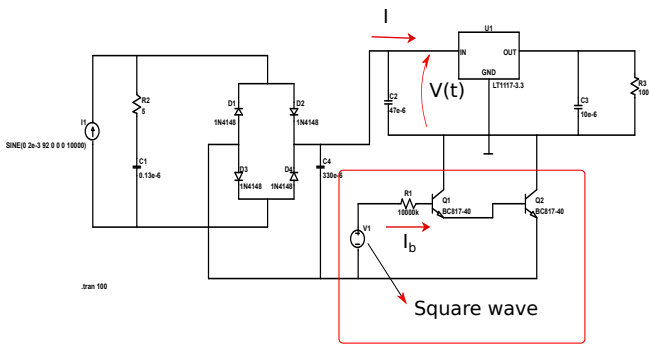 I
U1
IN
OUT
GND
LT1117-3.3
R2
5
D1
1N4148
D2
1N4148
C2
47e-6
V(t)
R3
100
C3
10e-6
I1
SINE(0 2e-3 92 0 0 0 10000)
C1
0.13e-6
D3
1N4148
D4
1N4148
C4
330e-6
R1
10000k
Q1
BC817-40
Q2
BC817-40
V1
Ib
.tran 100
Square wave